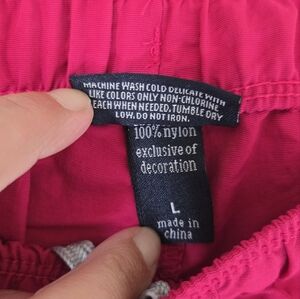 MACHINE WASH COLD DELICATE WITH
LIKE COLORS ONLY NON-CHLORINE
EACH WHEN NEEDED. TUMBLE DRY
LOW. DO NOT IRON.
100% nylon
exclusive of
decoration
L
made in
china